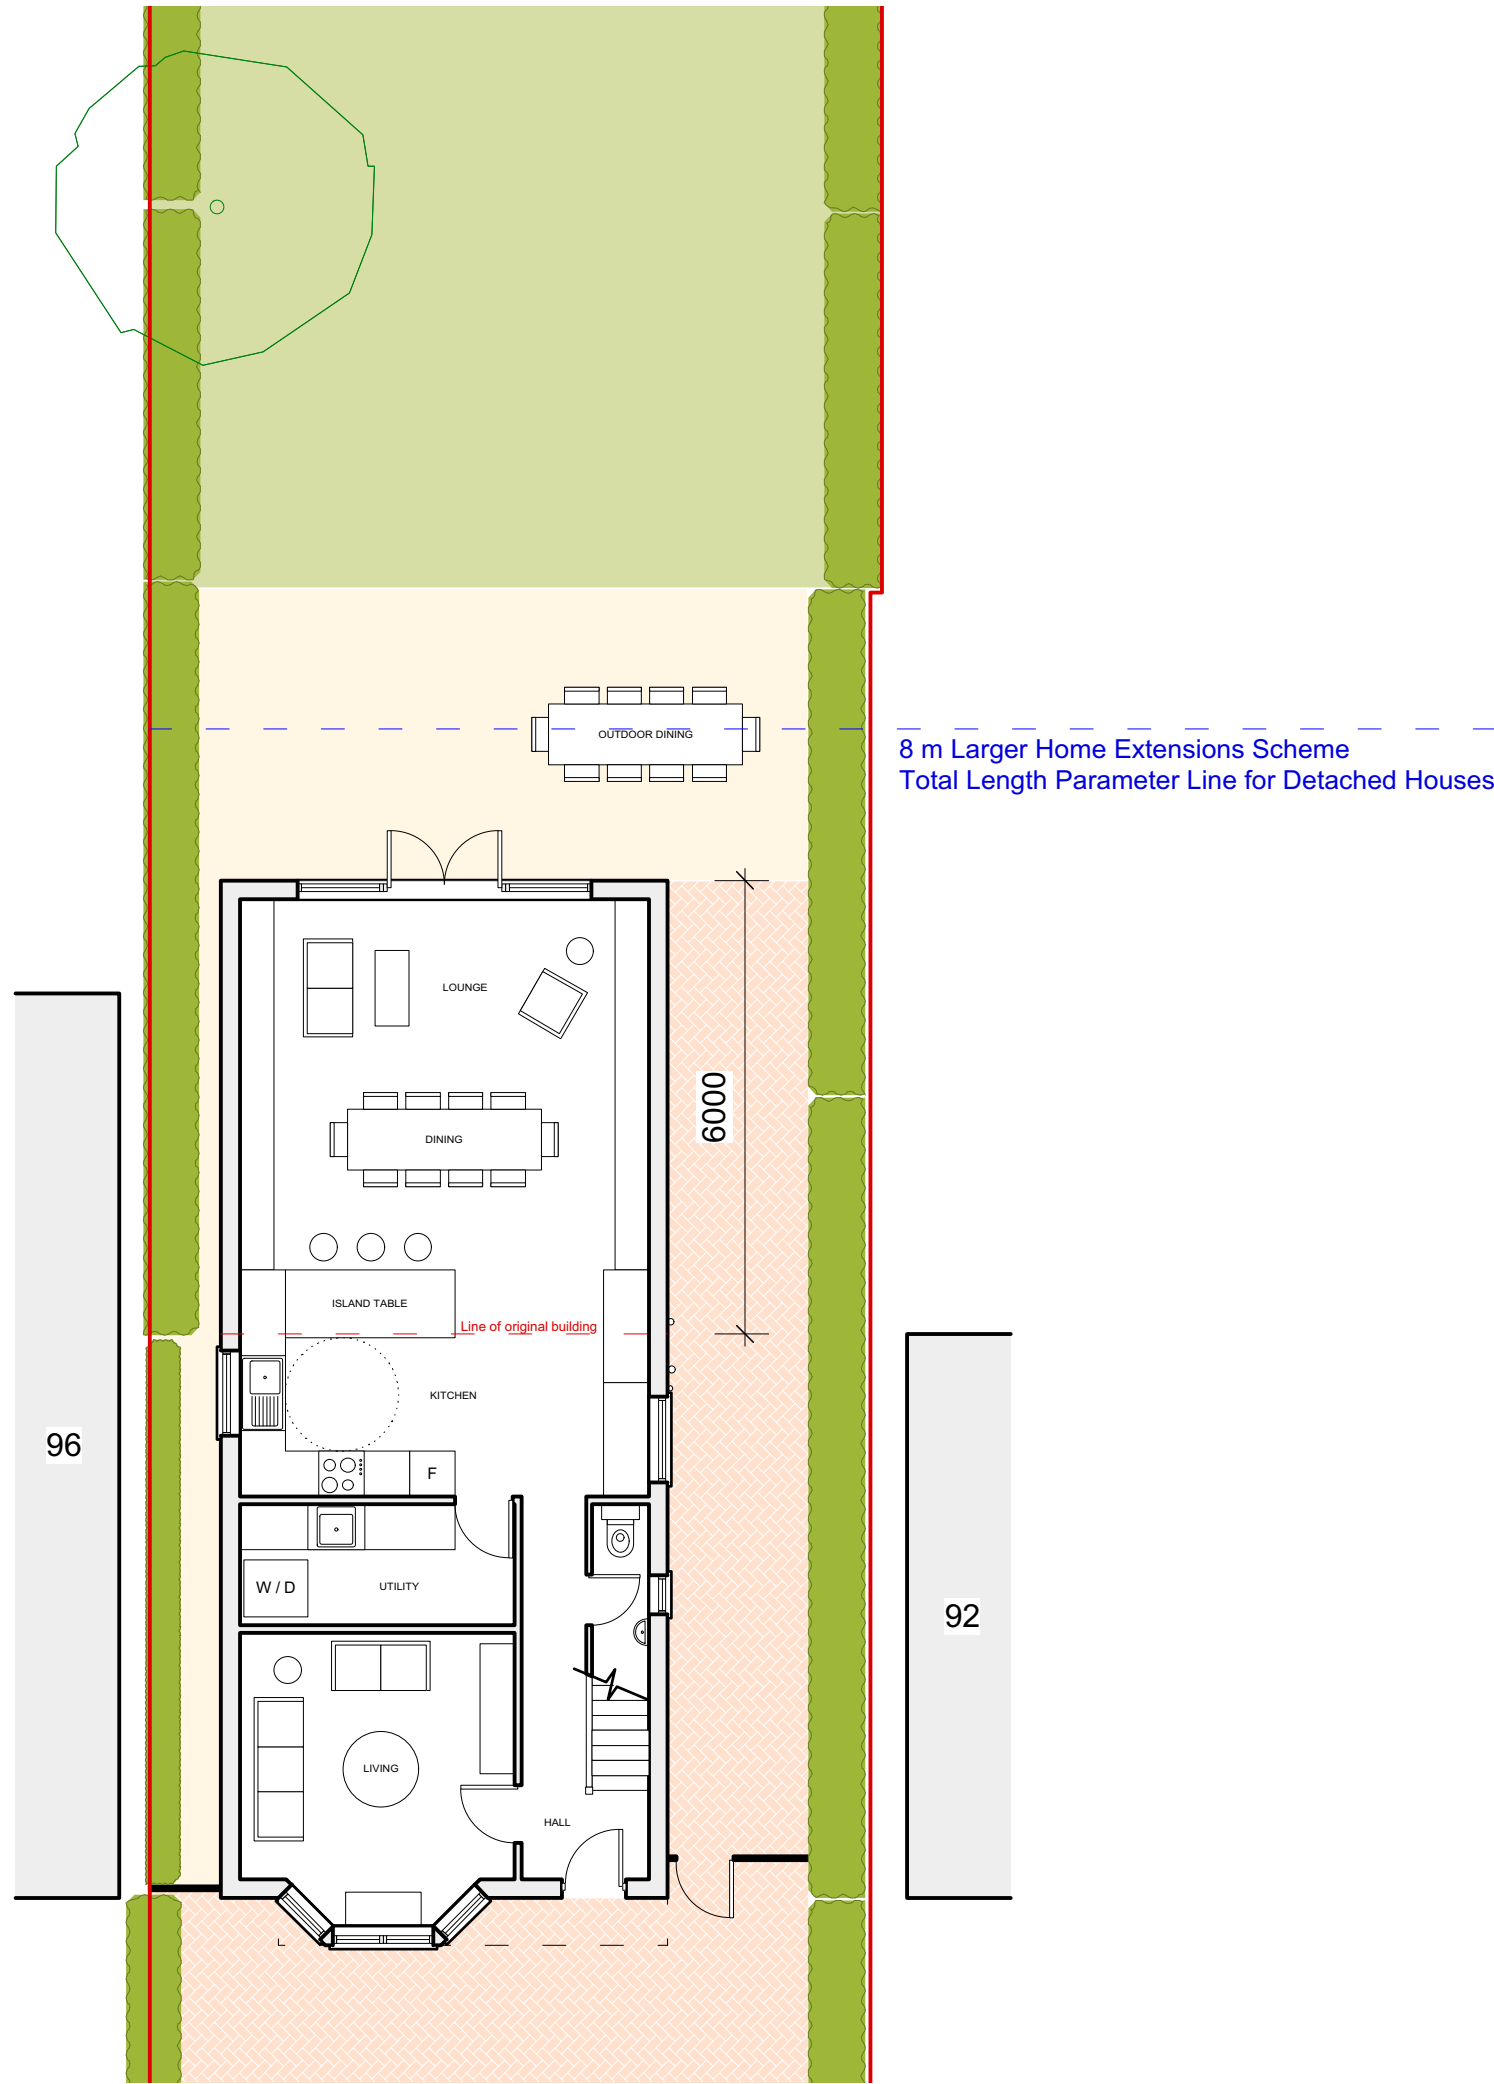 OUTDOOR DINING
8 m Larger Home Extensions Scheme
Total Length Parameter Line for Detached Houses
LOUNGE
6000
DINING
ISLAND TABLE
Line of original building
KITCHEN
96
F
W / D
UTILITY
92
LIVING
HALL